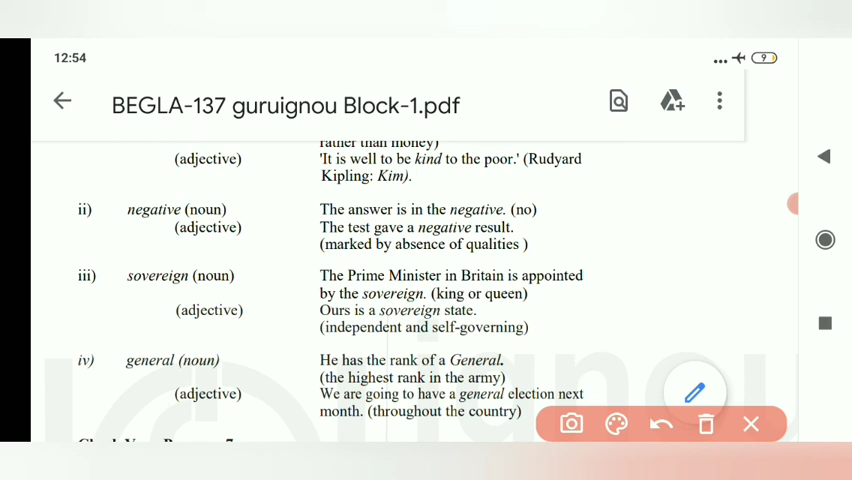 12:54
9
BEGLA-137 guruignou Block-1.pdf
rather than money)
(adjective) 'It is well to be kind to the poor.' (Rudyard
Kipling: Kim).
ii) negative (noun) The answer is in the negative. (no)
(adjective) The test gave a negative result.
(marked by absence of qualities )
iii) sovereign (noun) The Prime Minister in Britain is appointed
by the sovereign. (king or queen)
(adjective) Ours is a sovereign state.
(independent and self-governing)
iv) general (noun) He has the rank of a General.
(the highest rank in the army)
(adjective) We are going to have a general election next
month. (throughout the country)